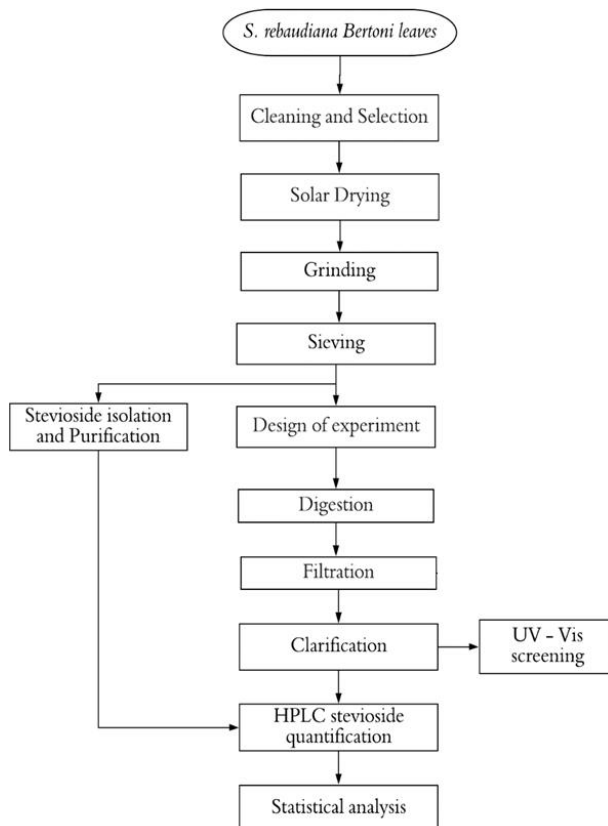 S. rebaudiana Bertoni leaves
Cleaning and Selection
Solar Drying
Grinding
Sieving
Stevioside isolation
and Purification
Design of experiment
Digestion
Filtration
Clarification
UV – Vis
screening
HPLC stevioside
quantification
Statistical analysis